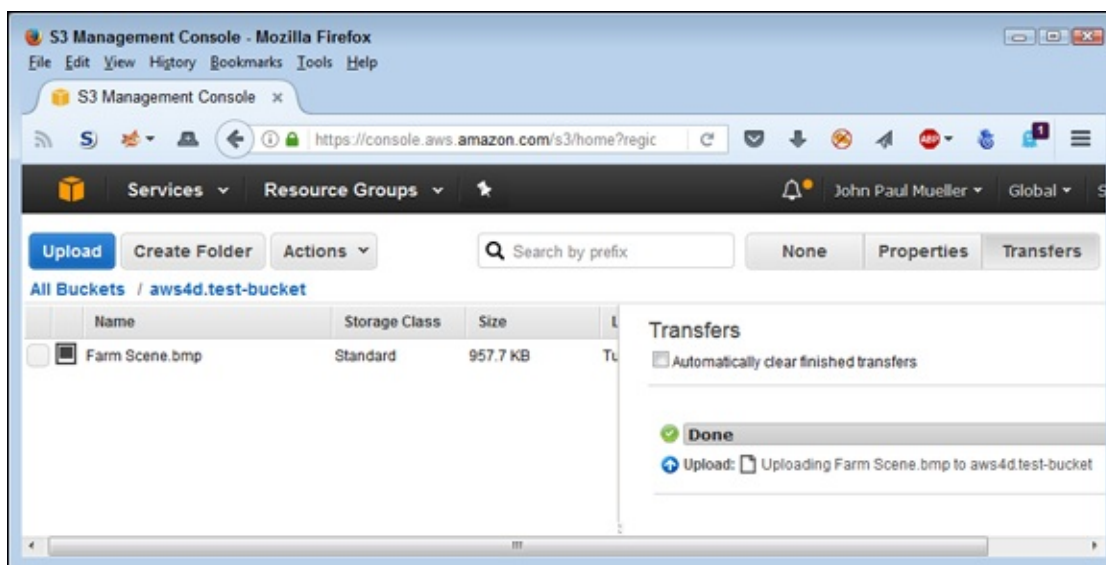 S3 Management Console - Mozilla Firefox
File Edit View History Bookmarks Tools Help
S3 Management Console ×
S https://console.aws.amazon.com/s3/home?regic ABP 1
Services Resource Groups John Paul Mueller Global S
Upload Create Folder Actions Search by prefix None Properties Transfers
All Buckets / aws4d.test-bucket
Name Storage Class Size L
Transfers
Farm Scene.bmp Standard 957.7 KB Tu
Automatically clear finished transfers
Done
Upload: Uploading Farm Scene.bmp to aws4d.test-bucket